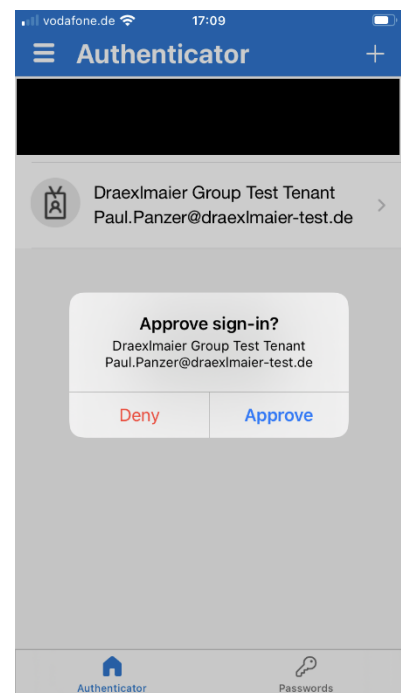 vodafone.de 17:09
Authenticator
Draexlmaier Group Test Tenant
Paul.Panzer@draexlmaier-test.de
Approve sign-in?
Draexlmaier Group Test Tenant
Paul.Panzer@draexlmaier-test.de
Deny Approve
Authenticator Passwords